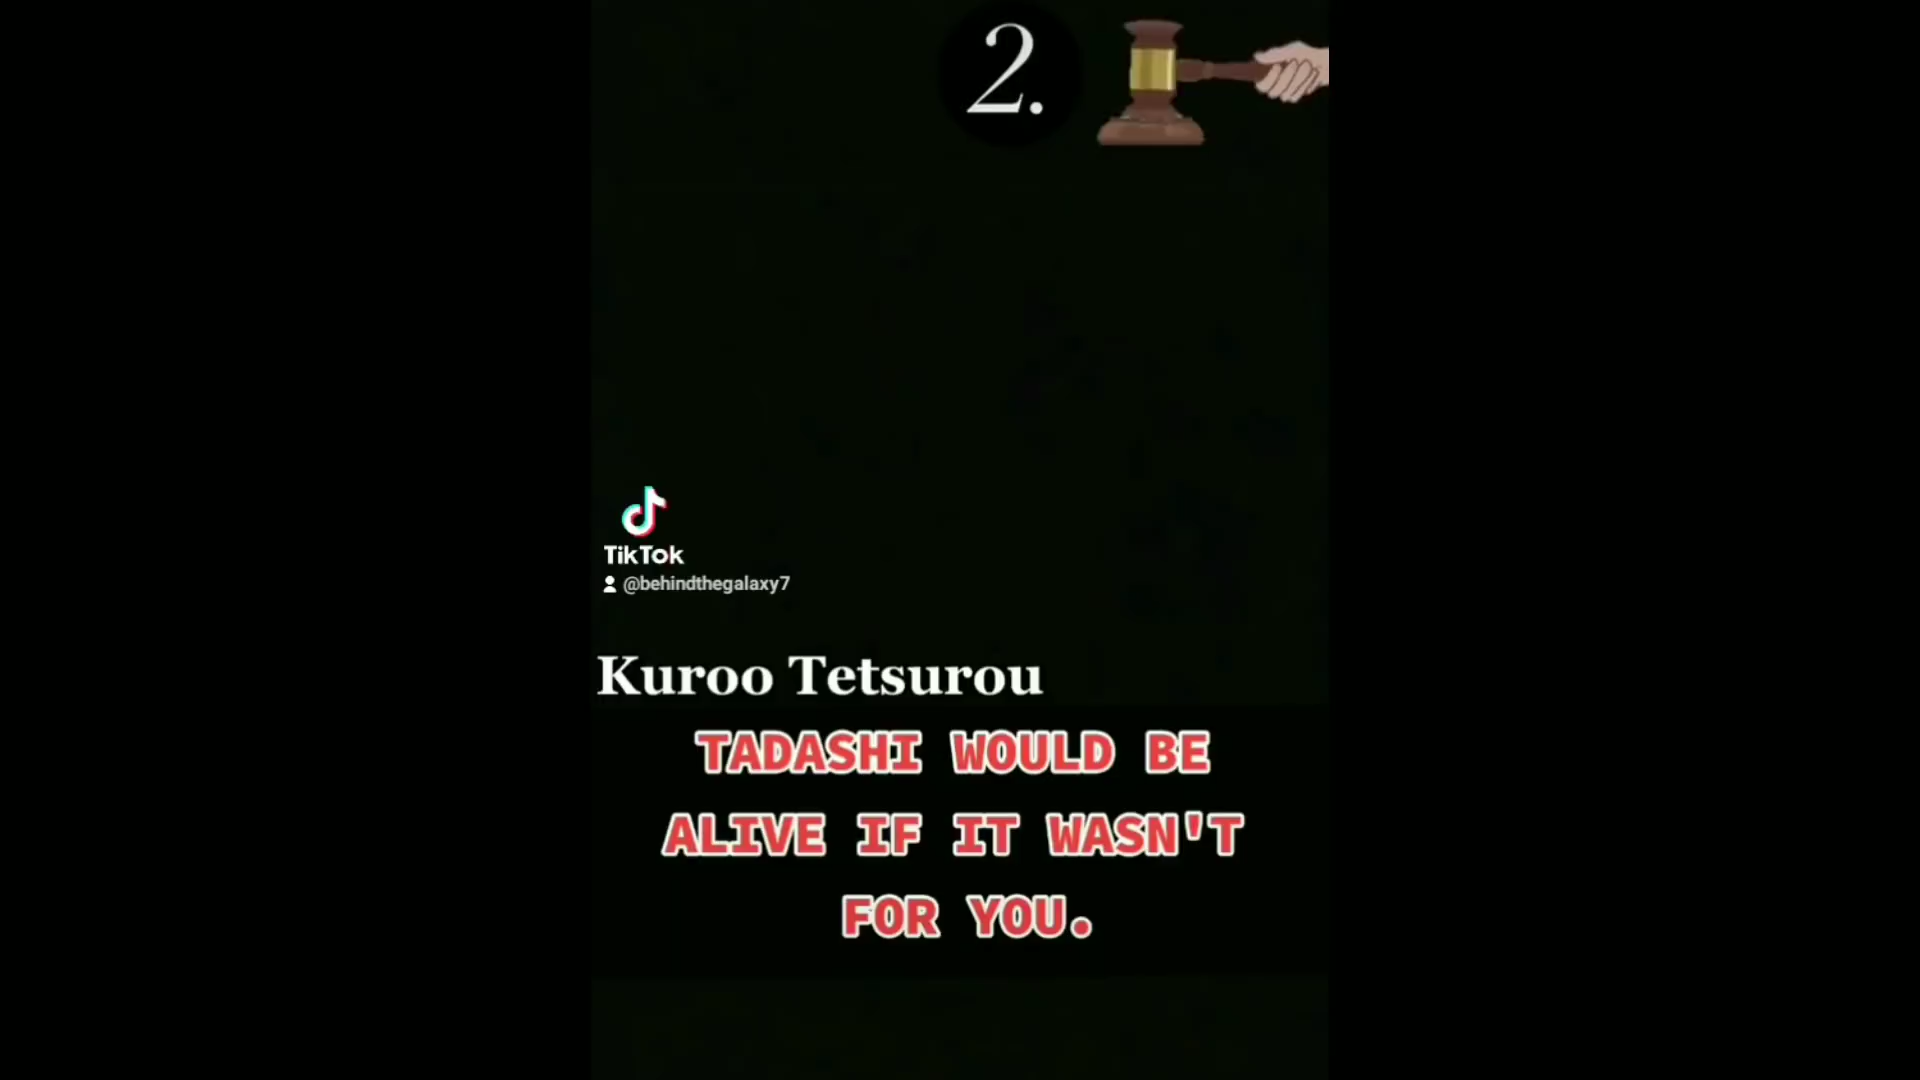 2.
TikTok
@behindthegalaxy7
Kuroo Tetsurou
TADASHI WOULD BE
ALIVE IF IT WASN'T
FOR YOU.